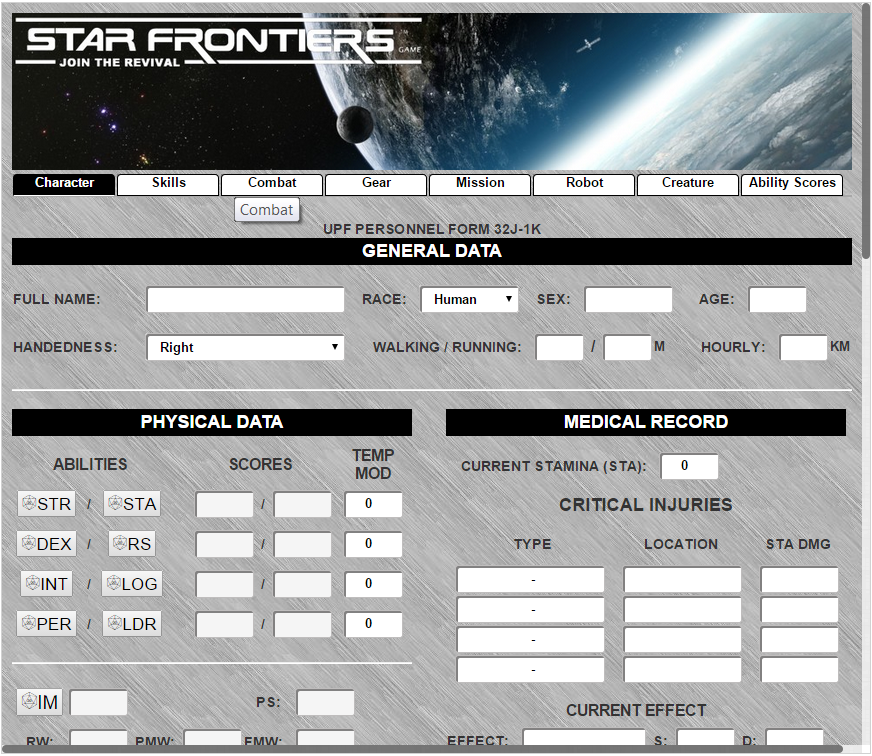 STAR FRONTIERS
GAME
JOIN THE REVIVAL
Character Skills Combat Gear Mission Robot Creature Ability Scores
Combat
UPF PERSONNEL FORM 32J-1K
GENERAL DATA
FULL NAME: RACE: Human SEX: AGE:
HANDEDNESS: Right WALKING / RUNNING: / M HOURLY: KM
PHYSICAL DATA
ABILITIES SCORES TEMP
MOD
STR / STA / 0
DEX / RS / 0
INT / LOG / 0
PER / LDR / 0
IM PS:
RW: PMW: EMW:
MEDICAL RECORD
CURRENT STAMINA (STA): 0
CRITICAL INJURIES
TYPE LOCATION STA DMG
-
-
-
-
CURRENT EFFECT
EFFECT: S: D: